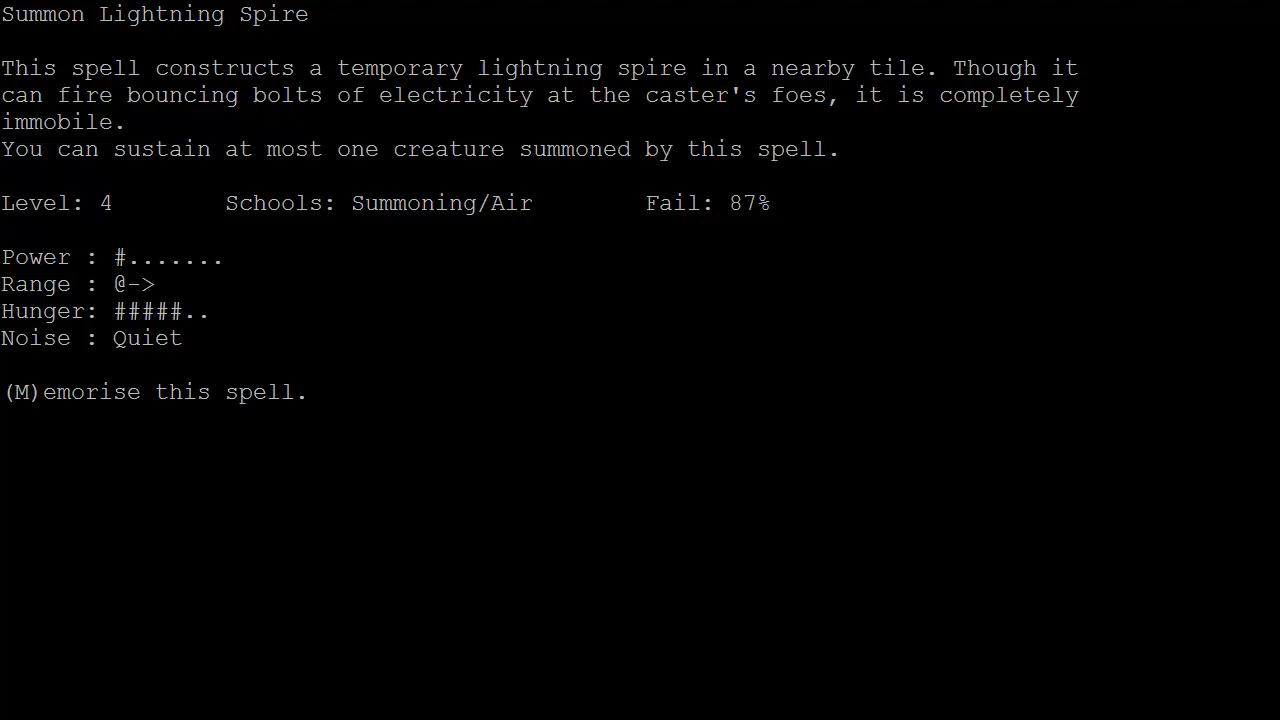 Summon Lightning Spire
This spell constructs a temporary lightning spire in a nearby tile. Though it
can fire bouncing bolts of electricity at the caster's foes, it is completely
immobile.
You can sustain at most one creature summoned by this spell.
Level: 4        Schools: Summoning/Air        Fail: 87%
Power : #.......
Range : @->
Hunger: #####..
Noise : Quiet
(M)emorise this spell.